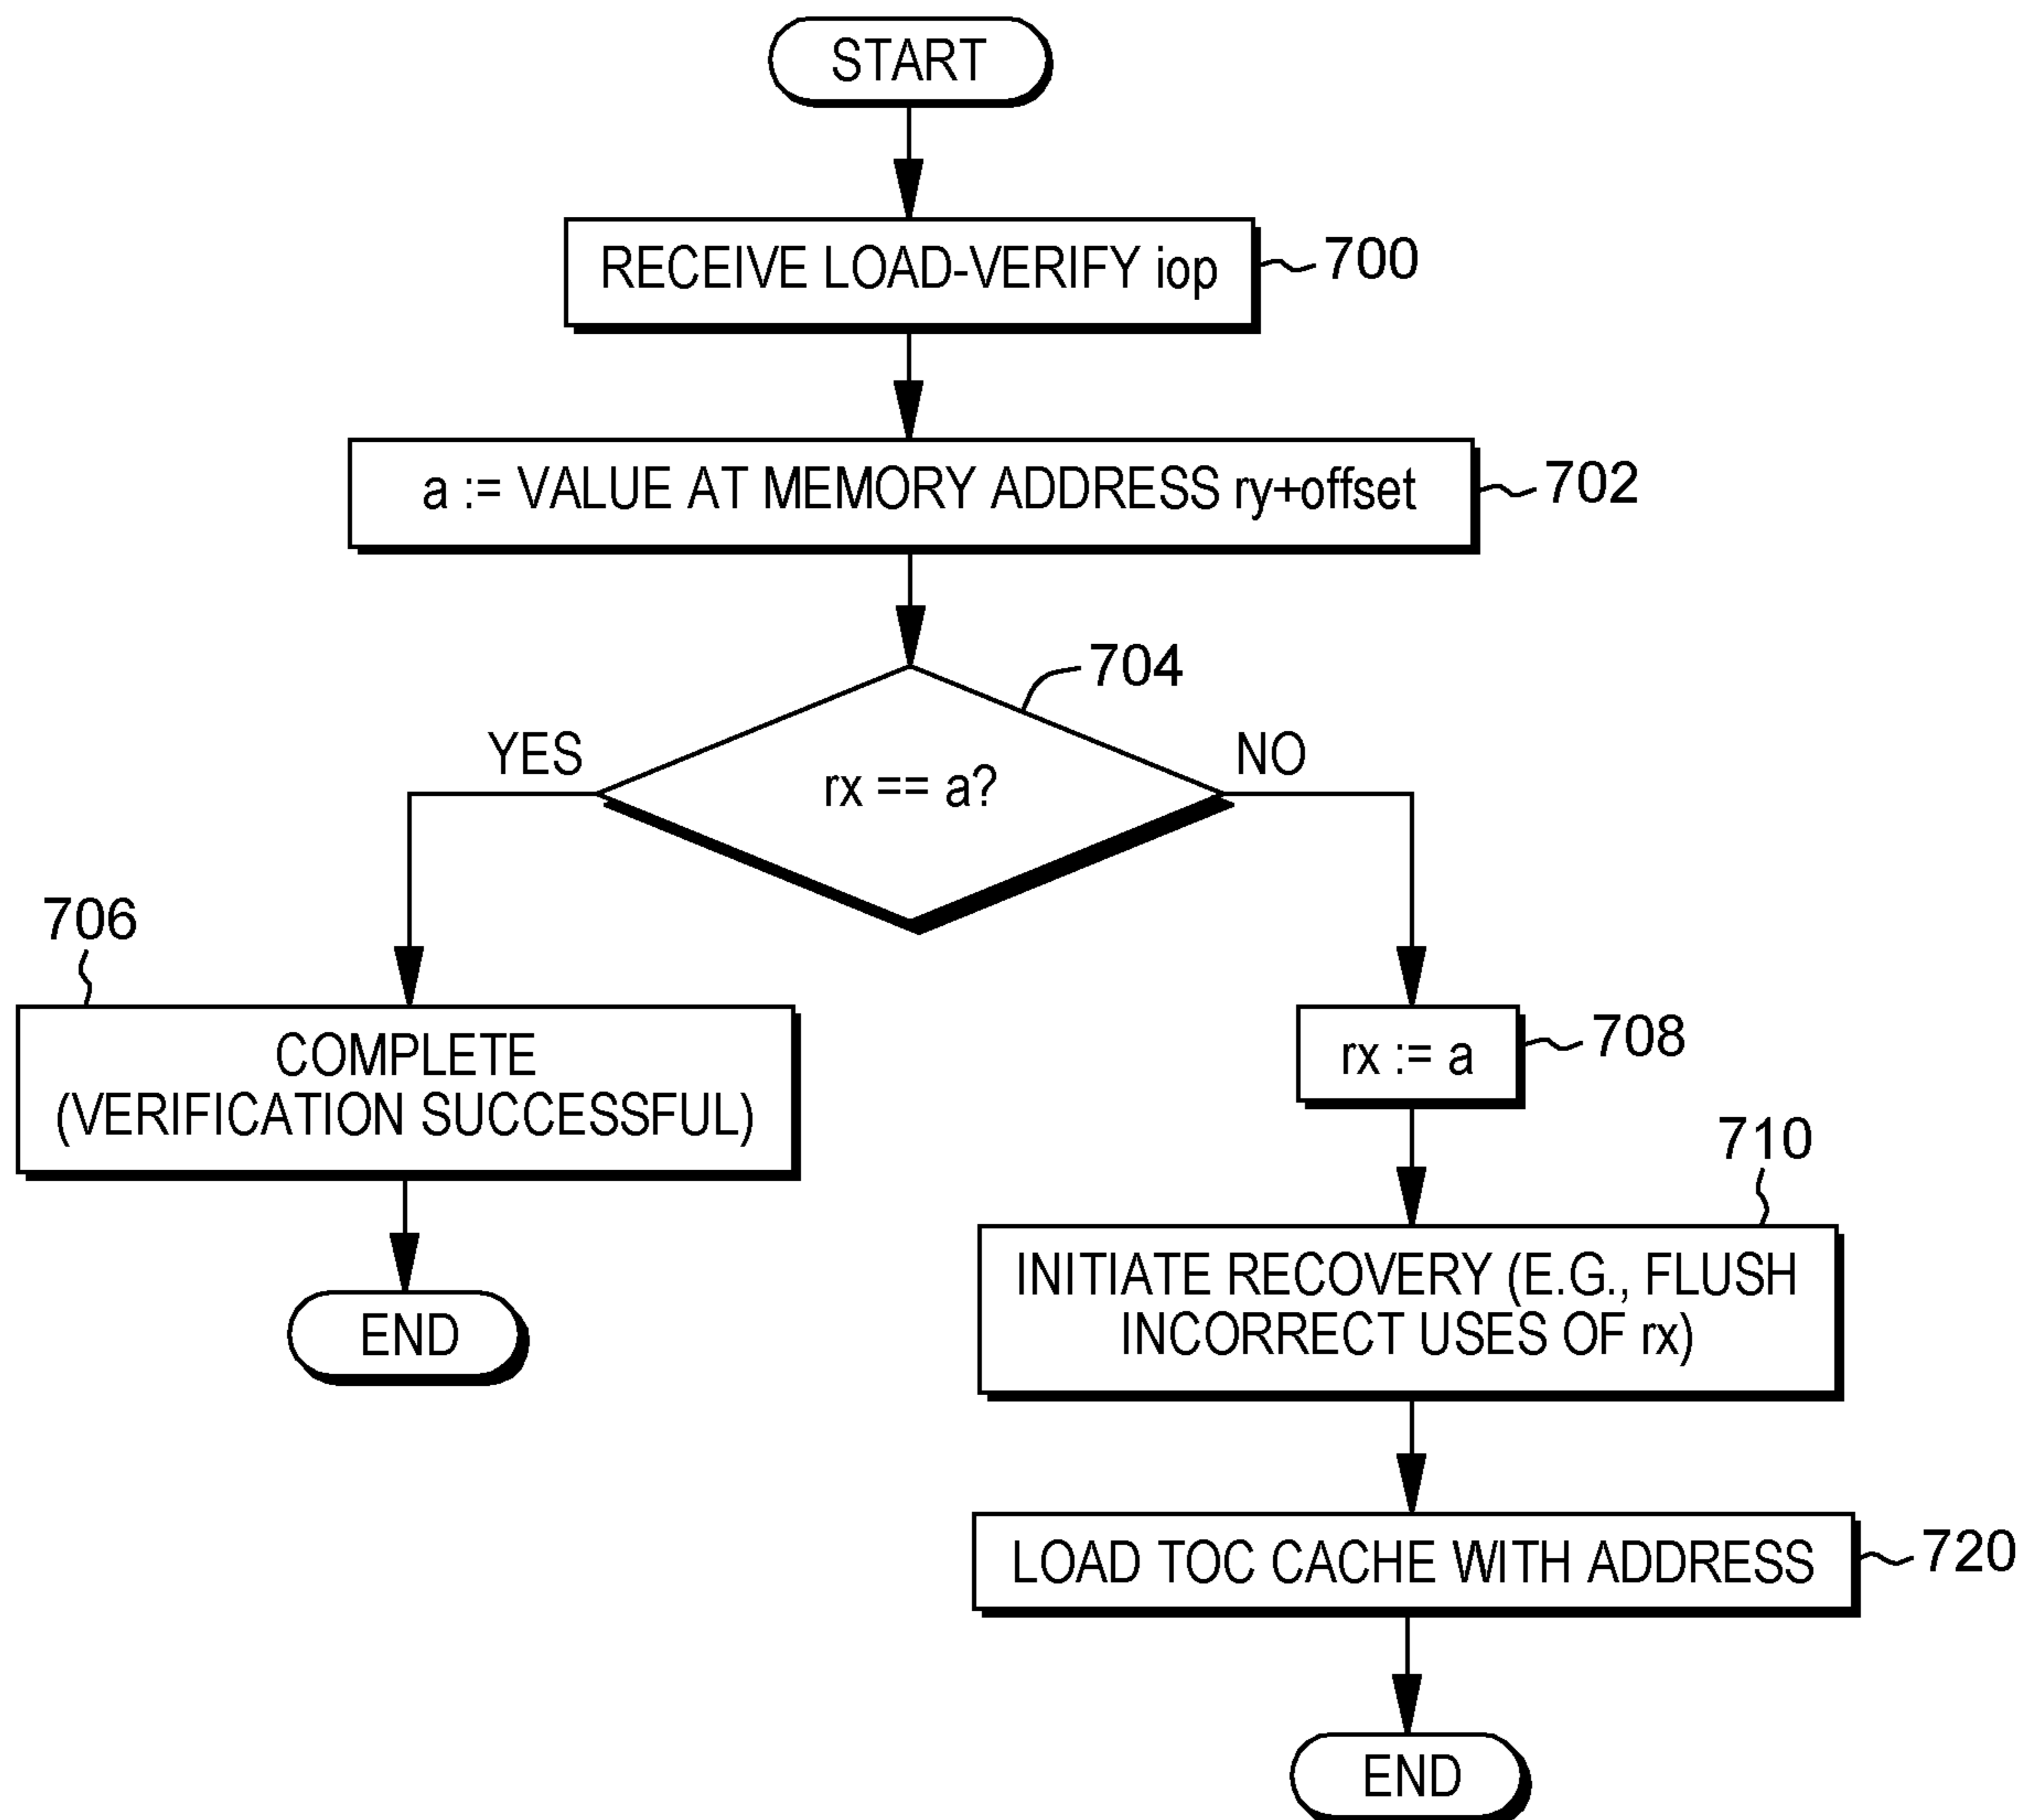 START
RECEIVE LOAD-VERIFY iop
700
a := VALUE AT MEMORY ADDRESS ry+offset
702
704
YES
rx == a?
NO
706
COMPLETE
(VERIFICATION SUCCESSFUL)
END
rx := a
708
710
INITIATE RECOVERY (E.G., FLUSH
INCORRECT USES OF rx)
LOAD TOC CACHE WITH ADDRESS
720
END